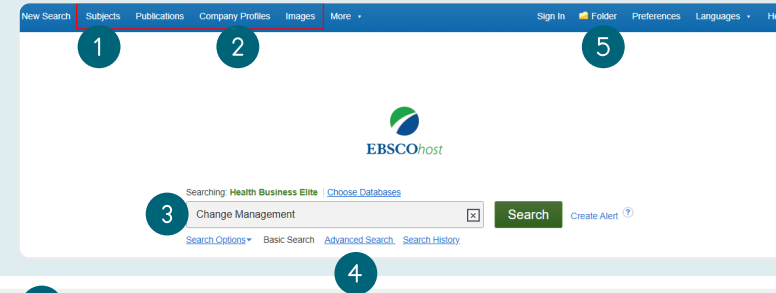 New Search Subjects Publications Company Profiles Images More Sign In Folder Preferences Languages
1 2 5
EBSCOhost
Searching: Health Business Elite Choose Databases
3 Change Management Search Create Alert ?
Search Options Basic Search Advanced Search Search History
4